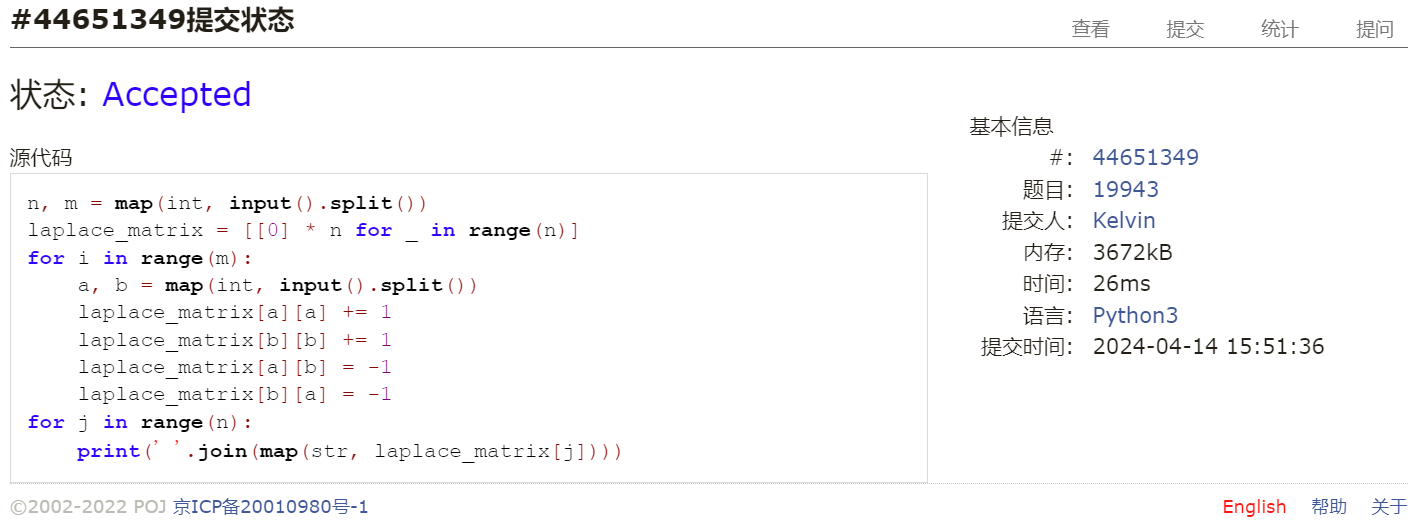 #44651349提交状态
查看 提交 统计 提问
状态: Accepted
源代码
n, m = map(int, input().split())
laplace_matrix = [[0] * n for _ in range(n)]
for i in range(m):
    a, b = map(int, input().split())
    laplace_matrix[a][a] += 1
    laplace_matrix[b][b] += 1
    laplace_matrix[a][b] = -1
    laplace_matrix[b][a] = -1
for j in range(n):
    print(' '.join(map(str, laplace_matrix[j])))
基本信息
#: 44651349
题目: 19943
提交人: Kelvin
内存: 3672kB
时间: 26ms
语言: Python3
提交时间: 2024-04-14 15:51:36
©2002-2022 POJ 京ICP备20010980号-1
English 帮助 关于